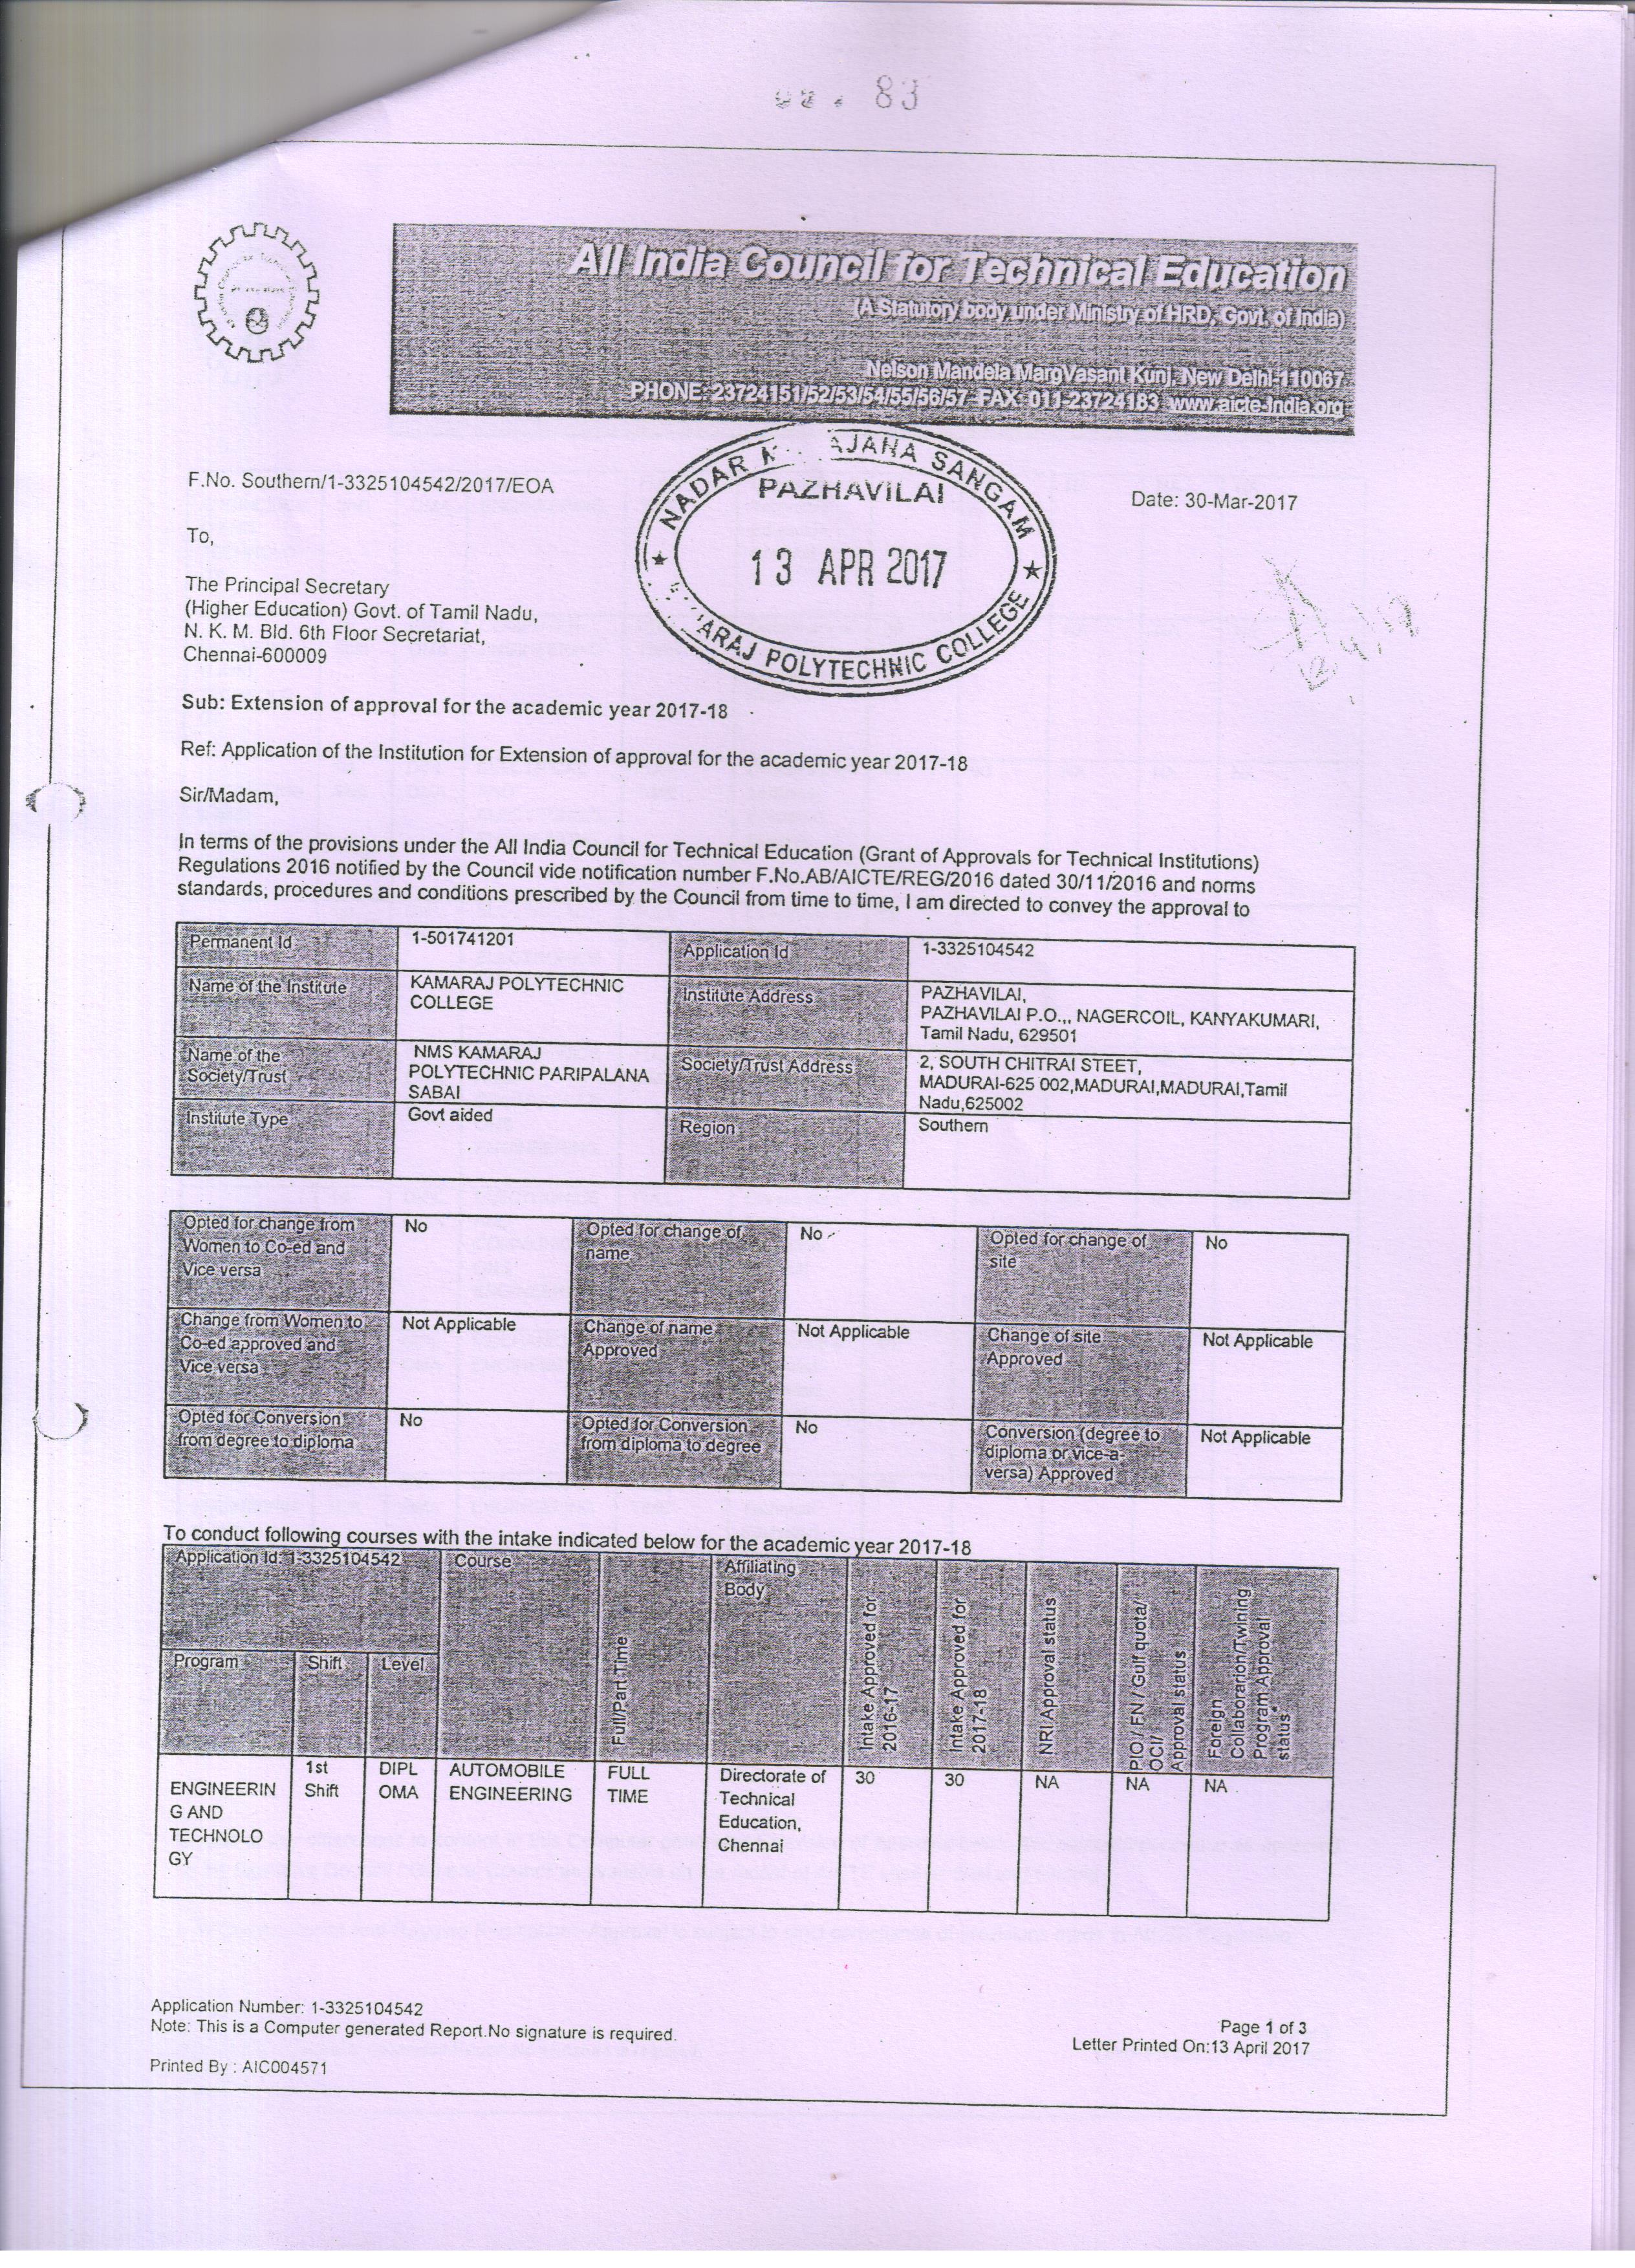 83
All India Council for Technical Education
(A Statutory body under Ministry of HRD, Govt. of India)
Nelson Mandela MargVasant Kunj, New Delhi-110067
PHONE: 23724151/52/53/54/55/56/57 FAX: 011-23724183 www.aicte-India.org
F.No. Southern/1-3325104542/2017/EOA
Date: 30-Mar-2017
NADAR AJANA SANGAM
PAZHAVILAI
13 APR 2017
ARAJ POLYTECHNIC COLLEGE
To,
The Principal Secretary
(Higher Education) Govt. of Tamil Nadu,
N. K. M. Bld. 6th Floor Secretariat,
Chennai-600009
Sub: Extension of approval for the academic year 2017-18
Ref: Application of the Institution for Extension of approval for the academic year 2017-18
Sir/Madam,
In terms of the provisions under the All India Council for Technical Education (Grant of Approvals for Technical Institutions)
Regulations 2016 notified by the Council vide notification number F.No.AB/AICTE/REG/2016 dated 30/11/2016 and norms
standards, procedures and conditions prescribed by the Council from time to time, I am directed to convey the approval to
Permanent Id
1-501741201
Application Id
1-3325104542
Name of the Institute
KAMARAJ POLYTECHNIC
COLLEGE
Institute Address
PAZHAVILAI,
PAZHAVILAI P.O.,, NAGERCOIL, KANYAKUMARI,
Tamil Nadu, 629501
Name of the
Society/Trust
NMS KAMARAJ
POLYTECHNIC PARIPALANA
SABAI
Society/Trust Address
2, SOUTH CHITRAI STEET,
MADURAI-625 002,MADURAI,MADURAI,Tamil
Nadu,625002
Institute Type
Govt aided
Region
Southern
Opted for change from
Women to Co-ed and
Vice versa
No
Opted for change of
name
No
Opted for change of
site
No
Change from Women to
Co-ed approved and
Vice versa
Not Applicable
Change of name
Approved
Not Applicable
Change of site
Approved
Not Applicable
Opted for Conversion
from degree to diploma
No
Opted for Conversion
from diploma to degree
No
Conversion (degree to
diploma or vice-a-
versa) Approved
Not Applicable
To conduct following courses with the intake indicated below for the academic year 2017-18
Application Id: 1-3325104542
Course
Full/Part Time
Affiliating
Body
Intake Approved for
2016-17
Intake Approved for
2017-18
NRI Approval status
PIO / FN / Gulf quota/
OCI/
Approval status
Foreign
Collaborarion/Twining
Program Approval
status*
Program
Shift
Level
ENGINEERIN
G AND
TECHNOLO
GY
1st
Shift
DIPL
OMA
AUTOMOBILE
ENGINEERING
FULL
TIME
Directorate of
Technical
Education,
Chennai
30
30
NA
NA
NA
Application Number: 1-3325104542
Note: This is a Computer generated Report.No signature is required.
Printed By : AIC004571
Page 1 of 3
Letter Printed On:13 April 2017